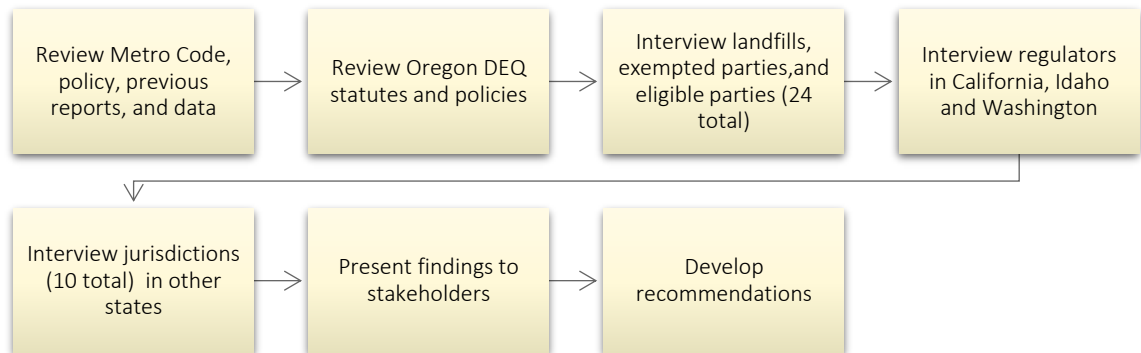 Review Metro Code,
policy, previous
reports, and data
Review Oregon DEQ
statutes and policies
Interview landfills,
exempted parties,and
eligible parties (24
total)
Interview regulators
in California, Idaho
and Washington
Interview jurisdictions
(10 total)  in other
states
Present findings to
stakeholders
Develop
recommendations